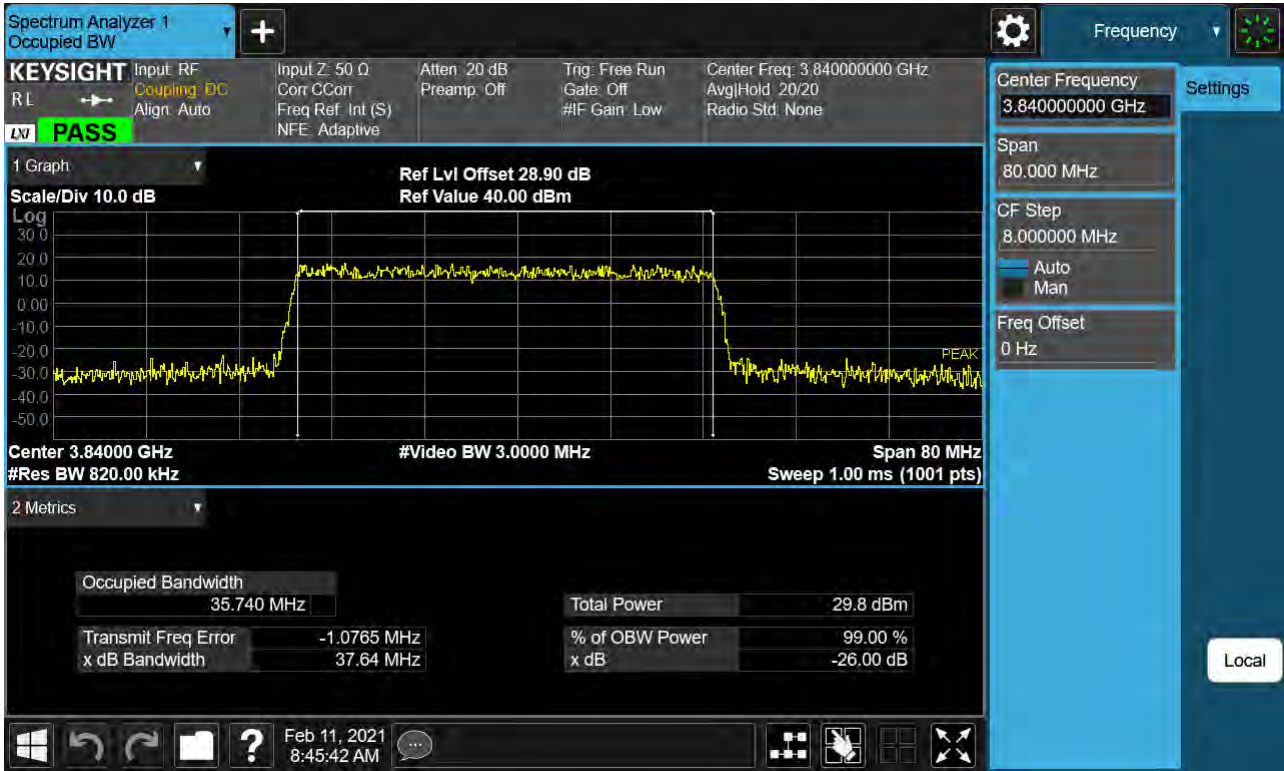 Spectrum Analyzer 1
Occupied BW
Frequency
KEYSIGHT
RL
LXI PASS
Input: RF
Coupling: DC
Align: Auto
Input Z: 50 Ω
Corr CCorr
Freq Ref: Int (S)
NFE: Adaptive
Atten: 20 dB
Preamp: Off
Trig: Free Run
Gate: Off
#IF Gain: Low
Center Freq: 3.840000000 GHz
Avg|Hold: 20/20
Radio Std: None
Center Frequency
3.840000000 GHz
Settings
Span
80.000 MHz
CF Step
8.000000 MHz
Auto
Man
Freq Offset
0 Hz
Local
1 Graph
Scale/Div 10.0 dB
Ref Lvl Offset 28.90 dB
Ref Value 40.00 dBm
Log
30.0
20.0
10.0
0.00
-10.0
-20.0
-30.0
-40.0
-50.0
PEAK
Center 3.84000 GHz
#Video BW 3.0000 MHz
Span 80 MHz
#Res BW 820.00 kHz
Sweep 1.00 ms (1001 pts)
2 Metrics
Occupied Bandwidth
35.740 MHz
Total Power 29.8 dBm
Transmit Freq Error -1.0765 MHz
% of OBW Power 99.00 %
x dB Bandwidth 37.64 MHz
x dB -26.00 dB
?
Feb 11, 2021
8:45:42 AM